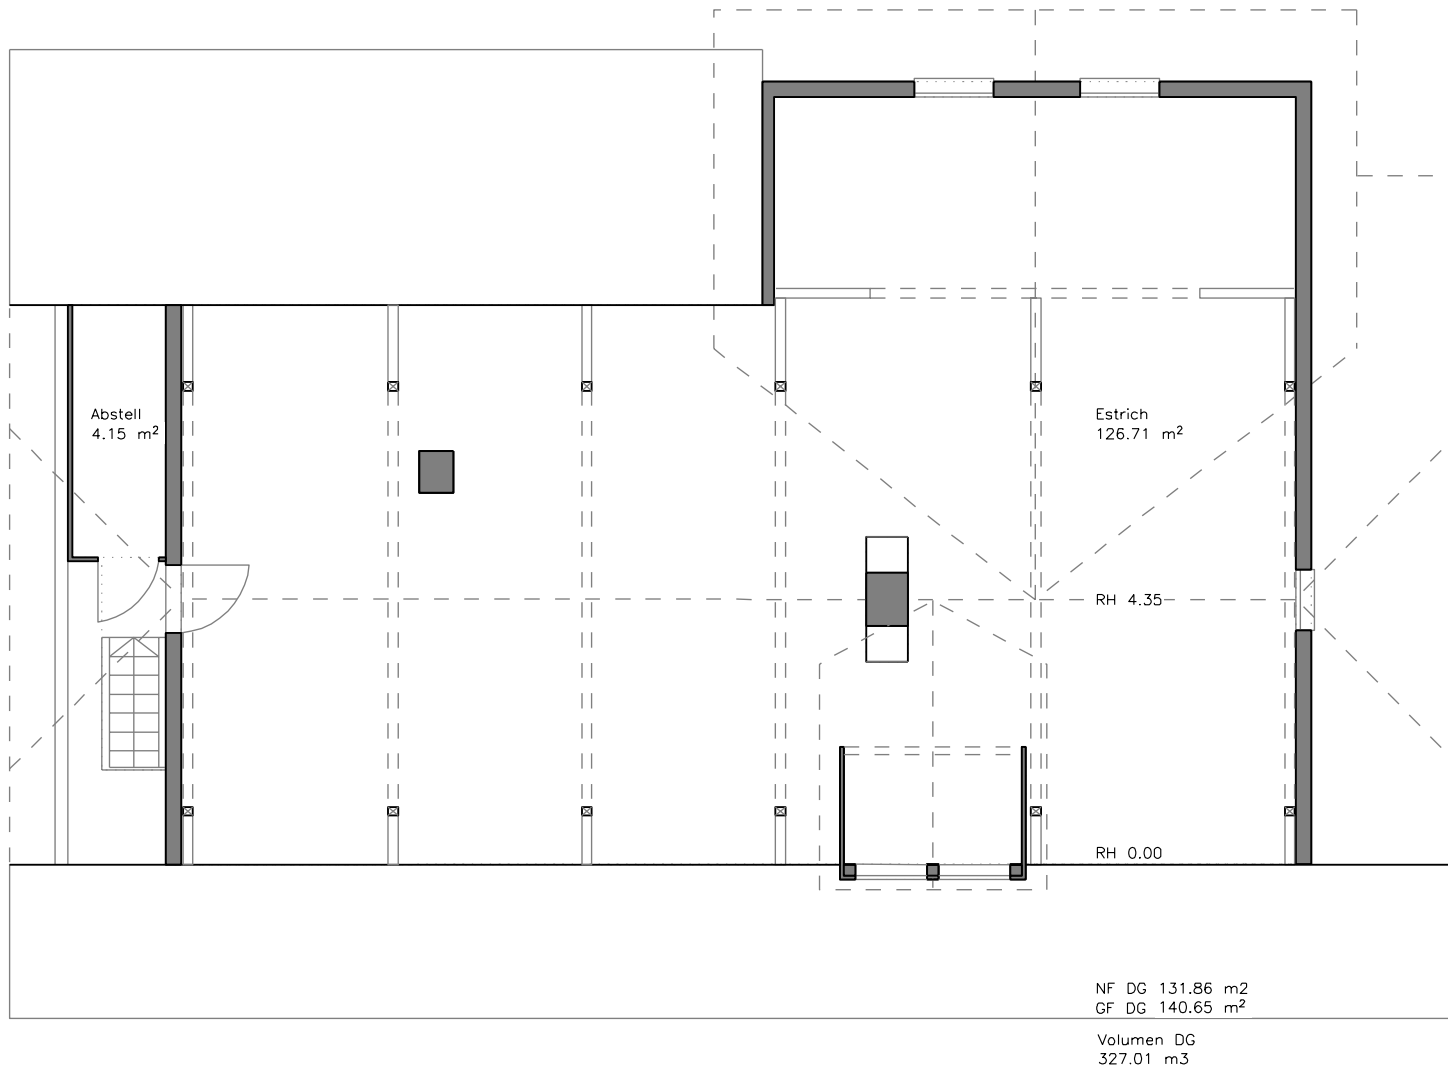 Abstell
4.15 m²
Estrich
126.71 m²
RH 4.35
RH 0.00
NF DG 131.86 m2
GF DG 140.65 m²
Volumen DG
327.01 m3